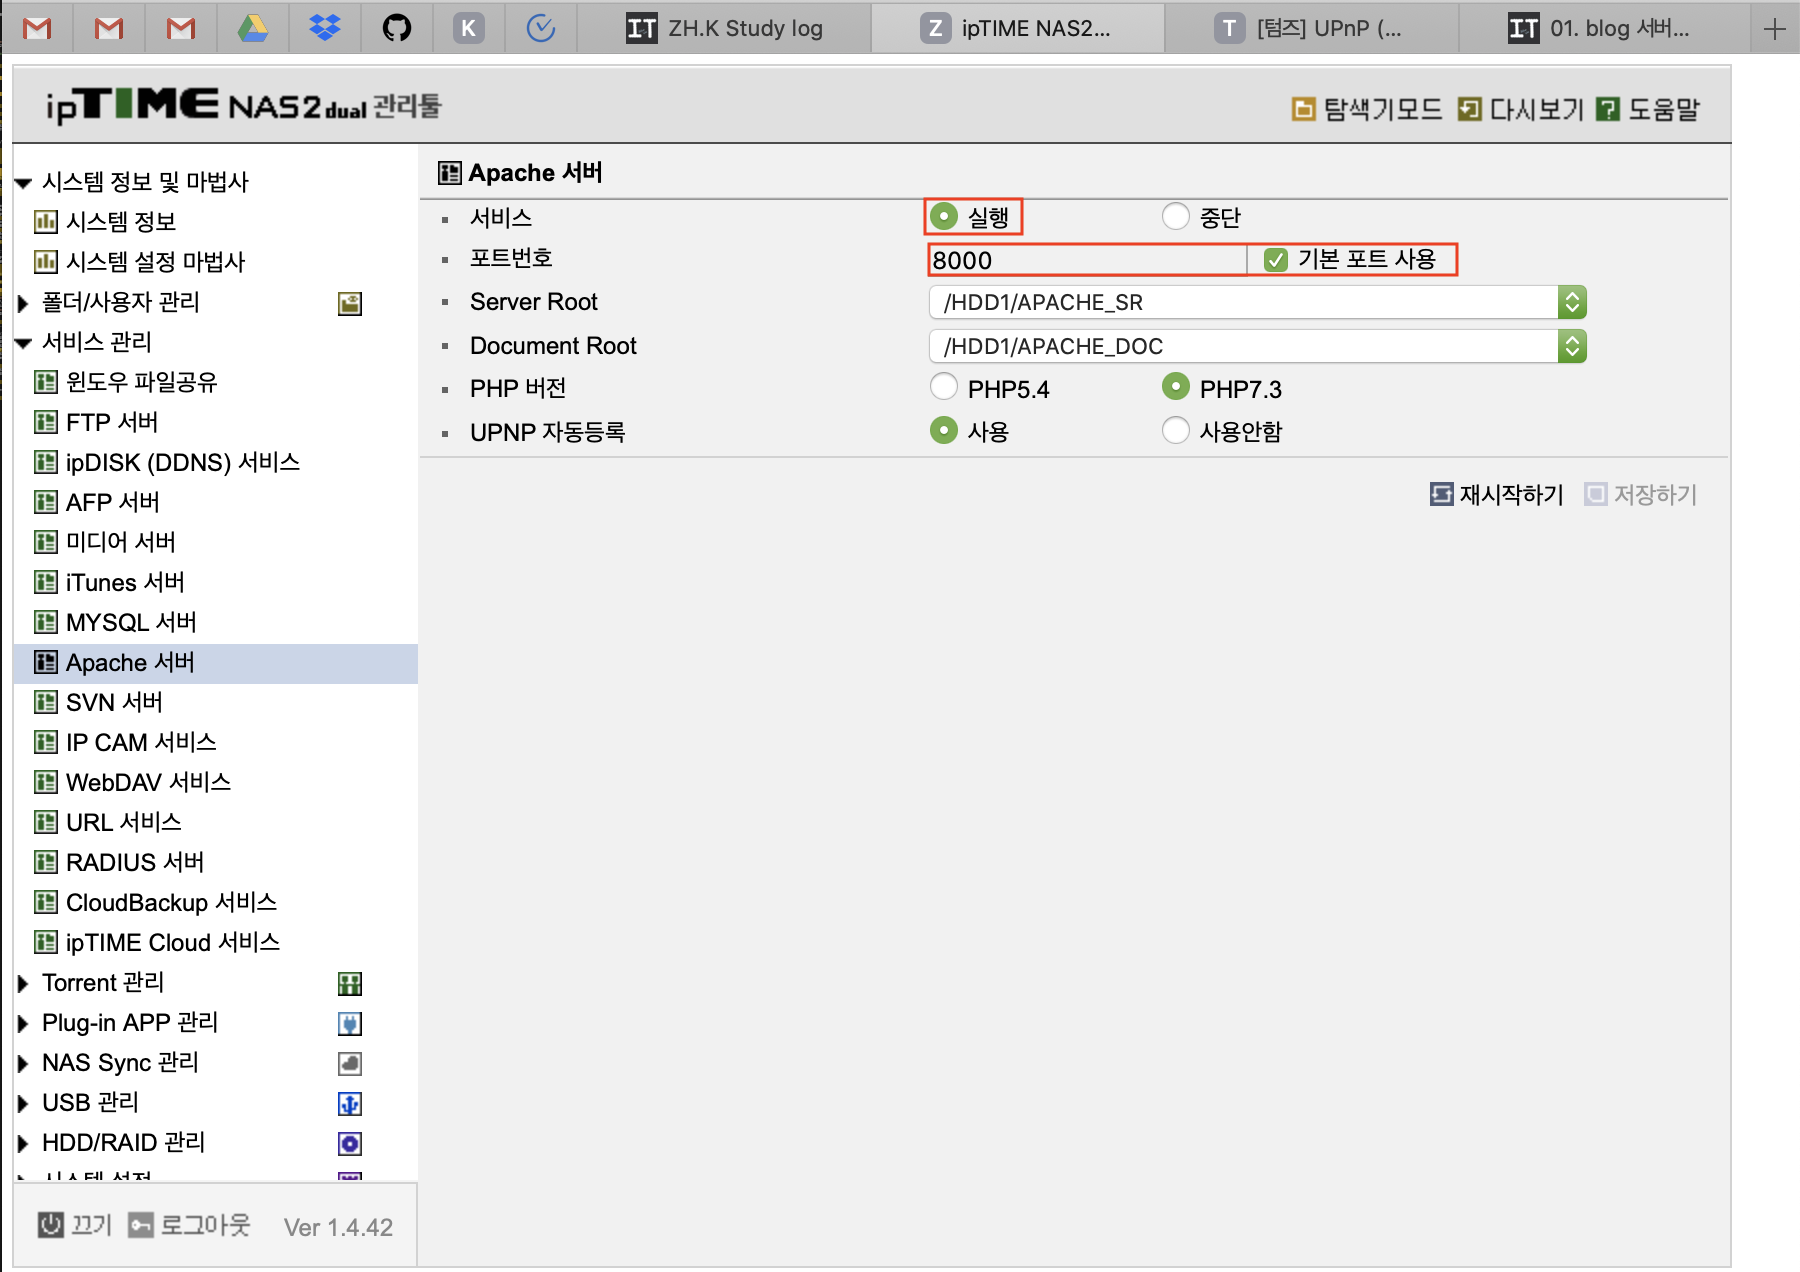 K
ZH.K Study log
Z ipTIME NAS2...
T [텀즈] UPnP (...
01. blog 서버...
ipTIME NAS2dual 관리툴
탐색기모드 다시보기 ? 도움말
시스템 정보 및 마법사
시스템 정보
시스템 설정 마법사
폴더/사용자 관리
서비스 관리
윈도우 파일공유
FTP 서버
ipDISK (DDNS) 서비스
AFP 서버
미디어 서버
iTunes 서버
MYSQL 서버
Apache 서버
SVN 서버
IP CAM 서비스
WebDAV 서비스
URL 서비스
RADIUS 서버
CloudBackup 서비스
ipTIME Cloud 서비스
Torrent 관리
Plug-in APP 관리
NAS Sync 관리
USB 관리
HDD/RAID 관리
시스템 설정
끄기 로그아웃 Ver 1.4.42
Apache 서버
서비스 실행 중단
포트번호 8000 기본 포트 사용
Server Root /HDD1/APACHE_SR
Document Root /HDD1/APACHE_DOC
PHP 버전 PHP5.4 PHP7.3
UPNP 자동등록 사용 사용안함
재시작하기 저장하기